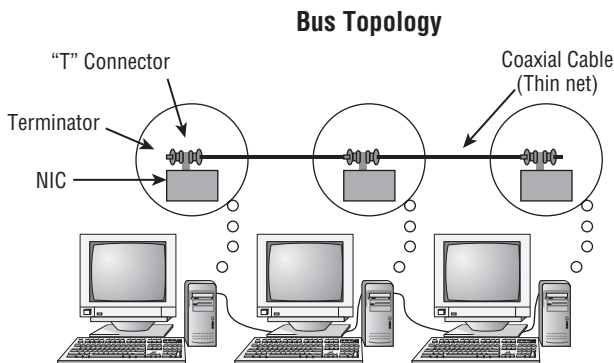 Bus Topology
“T” Connector
Coaxial Cable
(Thin net)
Terminator
NIC